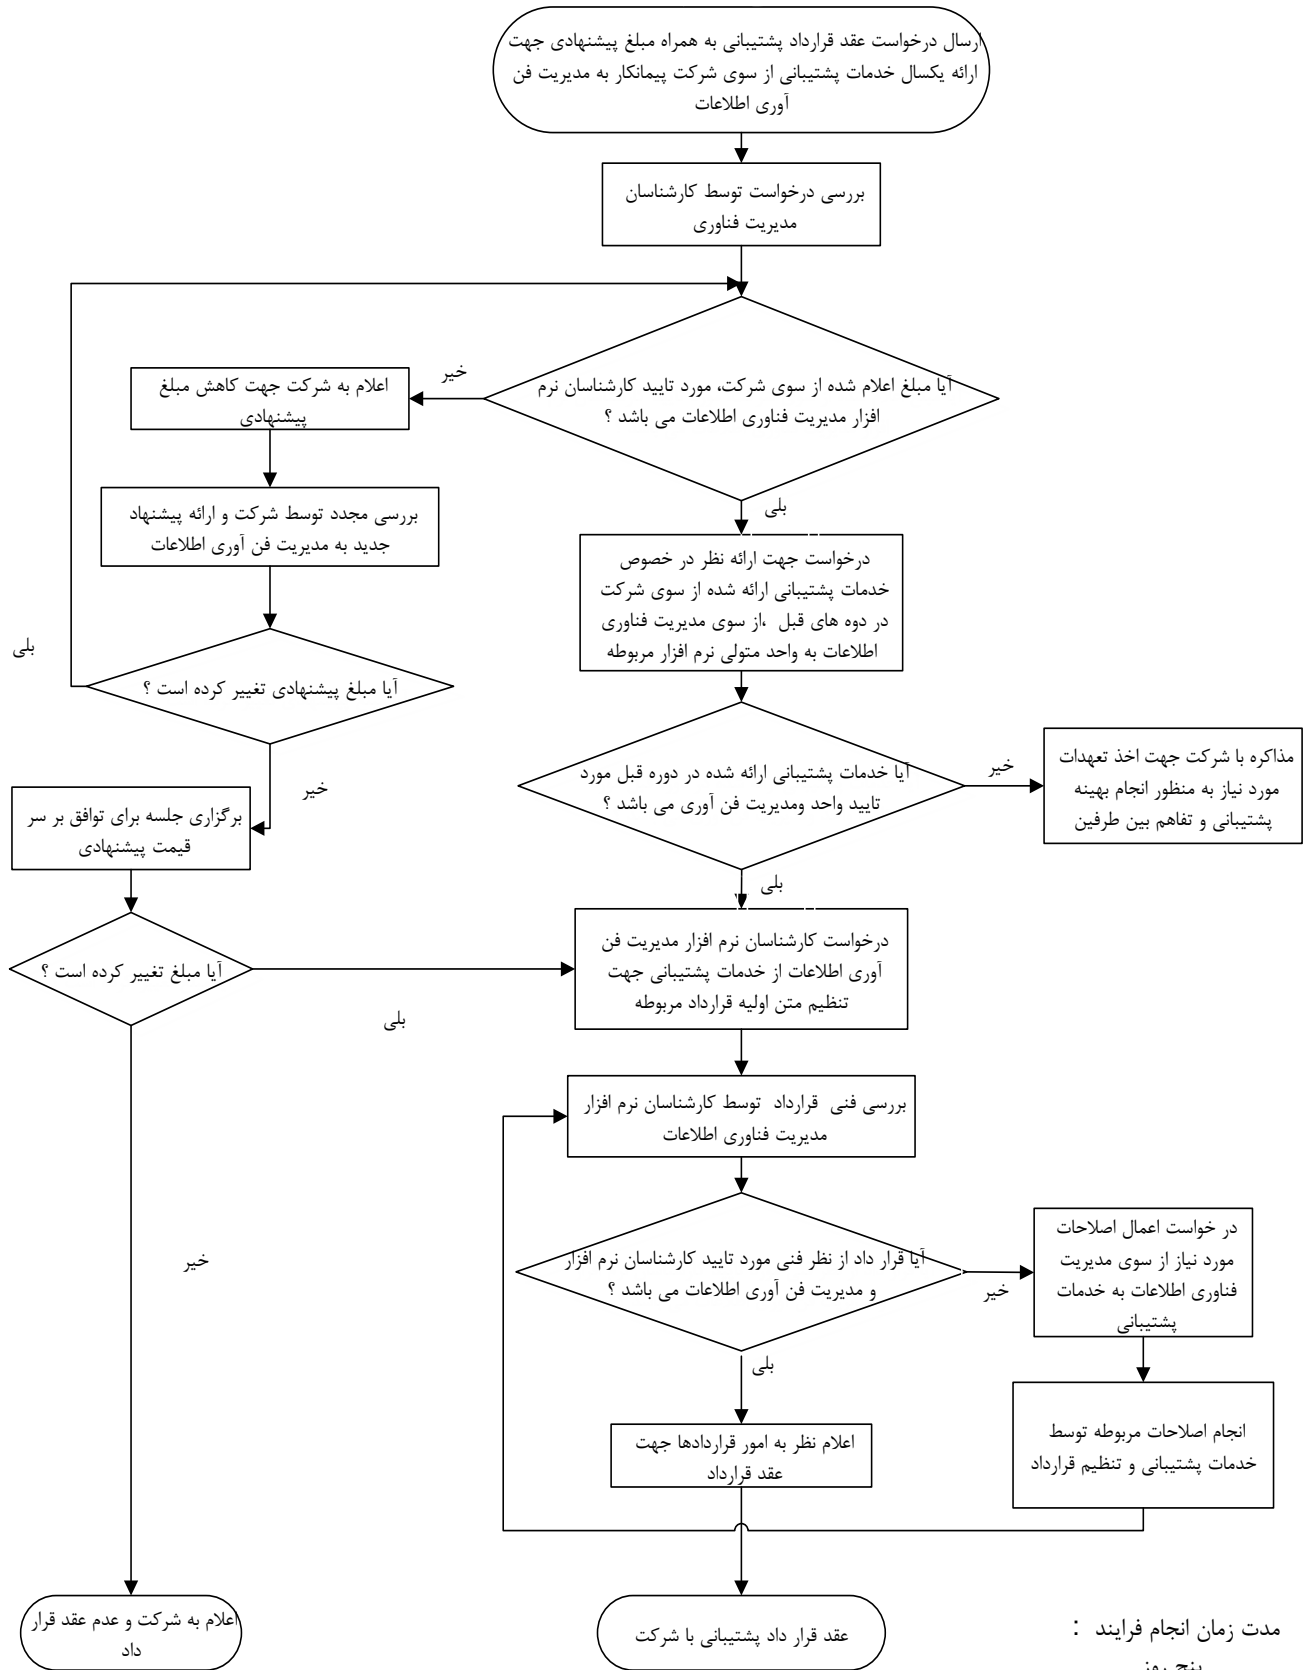 ارسال درخواست عقد قرارداد پشتیبانی به همراه مبلغ پیشنهادی جهت
ارائه یکسال خدمات پشتیبانی از سوی شرکت پیمانکار به مدیریت فن
آوری اطلاعات
بررسی درخواست توسط کارشناسان
مدیریت فناوری
آیا مبلغ اعلام شده از سوی شرکت، مورد تایید کارشناسان نرم
افزار مدیریت فناوری اطلاعات می باشد ؟
خیر
اعلام به شرکت جهت کاهش مبلغ
پیشنهادی
بررسی مجدد توسط شرکت و ارائه پیشنهاد
جدید به مدیریت فن آوری اطلاعات
آیا مبلغ پیشنهادی تغییر کرده است ؟
بلی
خیر
برگزاری جلسه برای توافق بر سر
قیمت پیشنهادی
آیا مبلغ تغییر کرده است ؟
بلی
خیر
اعلام به شرکت و عدم عقد قرار
داد
بلی
درخواست جهت ارائه نظر در خصوص
خدمات پشتیبانی ارائه شده از سوی شرکت
در دوه های قبل ،از سوی مدیریت فناوری
اطلاعات به واحد متولی نرم افزار مربوطه
آیا خدمات پشتیبانی ارائه شده در دوره قبل مورد
تایید واحد ومدیریت فن آوری می باشد ؟
خیر
مذاکره با شرکت جهت اخذ تعهدات
مورد نیاز به منظور انجام بهینه
پشتیبانی و تفاهم بین طرفین
بلی
درخواست کارشناسان نرم افزار مدیریت فن
آوری اطلاعات از خدمات پشتیبانی جهت
تنظیم متن اولیه قرارداد مربوطه
بررسی فنی قرارداد توسط کارشناسان نرم افزار
مدیریت فناوری اطلاعات
آیا قرار داد از نظر فنی مورد تایید کارشناسان نرم افزار
و مدیریت فن آوری اطلاعات می باشد ؟
خیر
در خواست اعمال اصلاحات
مورد نیاز از سوی مدیریت
فناوری اطلاعات به خدمات
پشتیبانی
انجام اصلاحات مربوطه توسط
خدمات پشتیبانی و تنظیم قرارداد
بلی
اعلام نظر به امور قراردادها جهت
عقد قرارداد
عقد قرار داد پشتیبانی با شرکت
مدت زمان انجام فرایند :
پنج روز